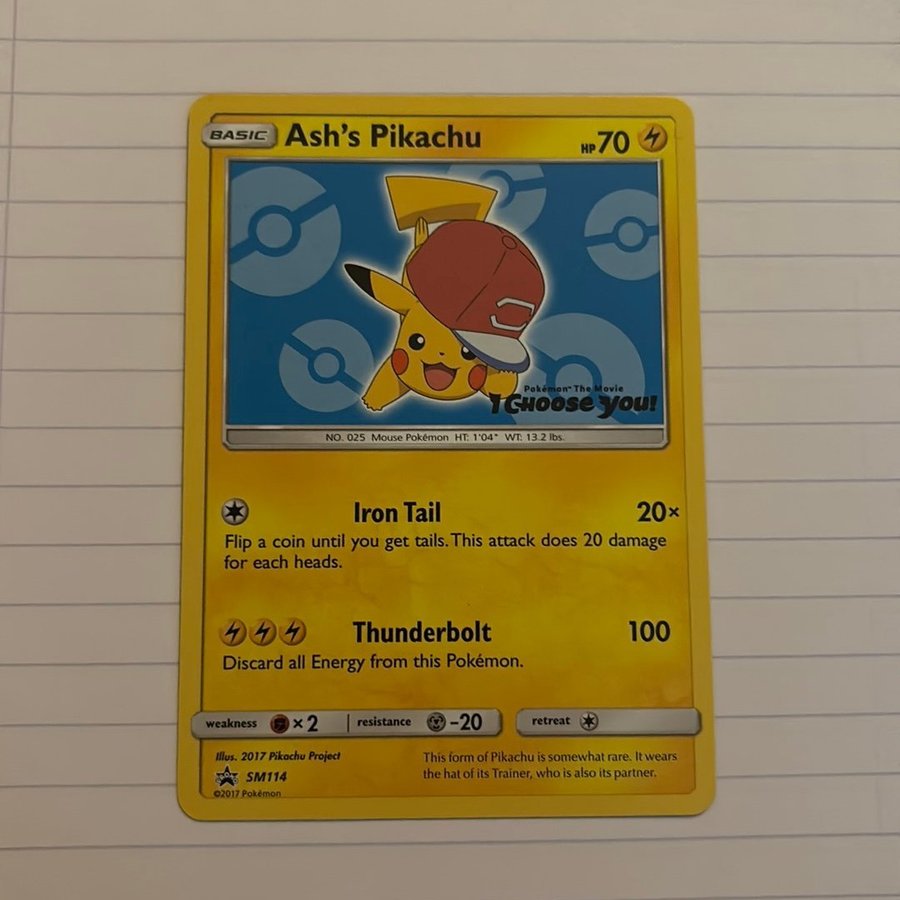 BASIC Ash's Pikachu HP 70
Pokémon™ The Movie
I Choose You!
NO. 025 Mouse Pokémon HT: 1'04" WT: 13.2 lbs.
Iron Tail 20×
Flip a coin until you get tails. This attack does 20 damage
for each heads.
Thunderbolt 100
Discard all Energy from this Pokémon.
weakness ×2 resistance -20 retreat
Illus. 2017 Pikachu Project
SM114
©2017 Pokémon
This form of Pikachu is somewhat rare. It wears
the hat of its Trainer, who is also its partner.